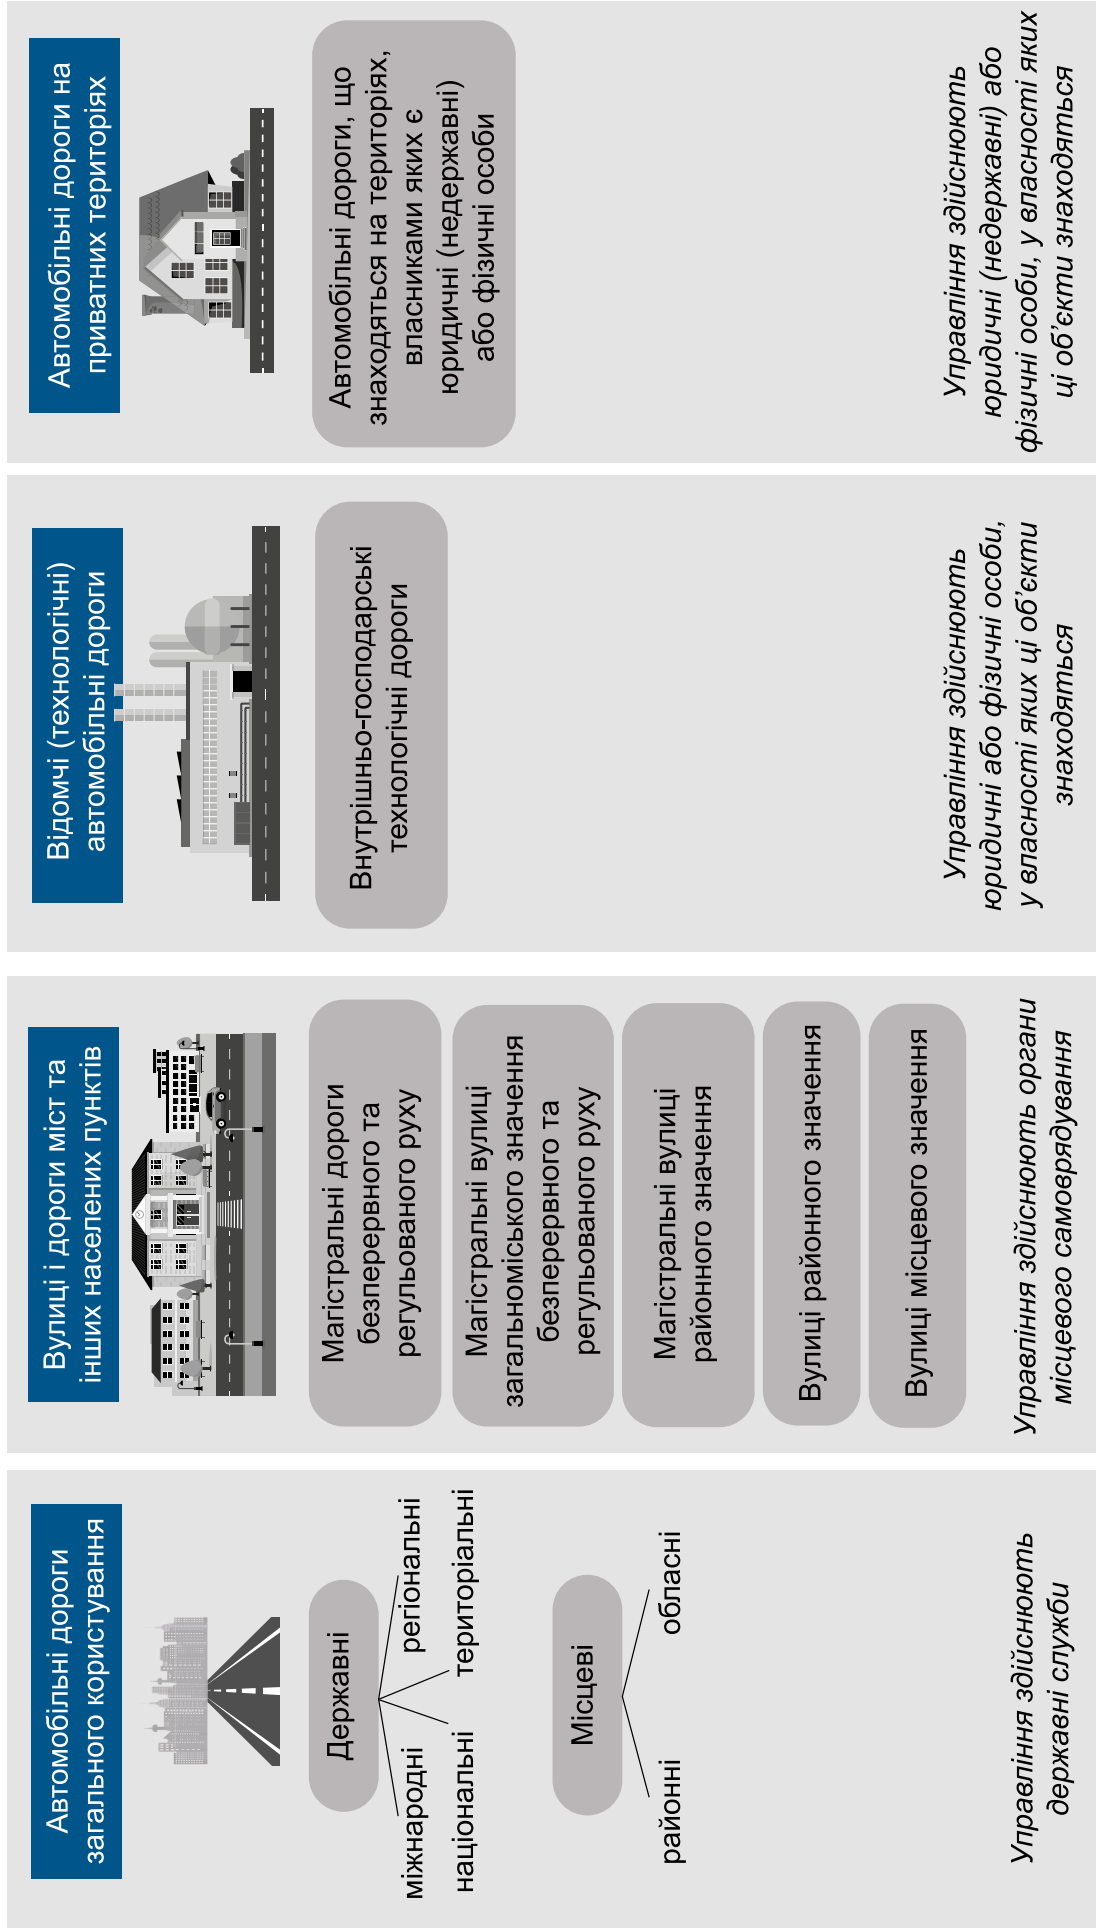 Автомобільні дороги
загального користування
Державні
міжнародні
регіональні
національні
територіальні
Місцеві
районні
обласні
Управління здійснюють
державні служби
Вулиці і дороги міст та
інших населених пунктів
Магістральні дороги
безперервного та
регульованого руху
Магістральні вулиці
загальноміського значення
безперервного та
регульованого руху
Магістральні вулиці
районного значення
Вулиці районного значення
Вулиці місцевого значення
Управління здійснюють органи
місцевого самоврядування
Відомчі (технологічні)
автомобільні дороги
Внутрішньо-господарські
технологічні дороги
Управління здійснюють
юридичні або фізичні особи,
у власності яких ці об’єкти
знаходяться
Автомобільні дороги на
приватних територіях
Автомобільні дороги, що
знаходяться на територіях,
власниками яких є
юридичні (недержавні)
або фізичні особи
Управління здійснюють
юридичні (недержавні) або
фізичні особи, у власності яких
ці об’єкти знаходяться